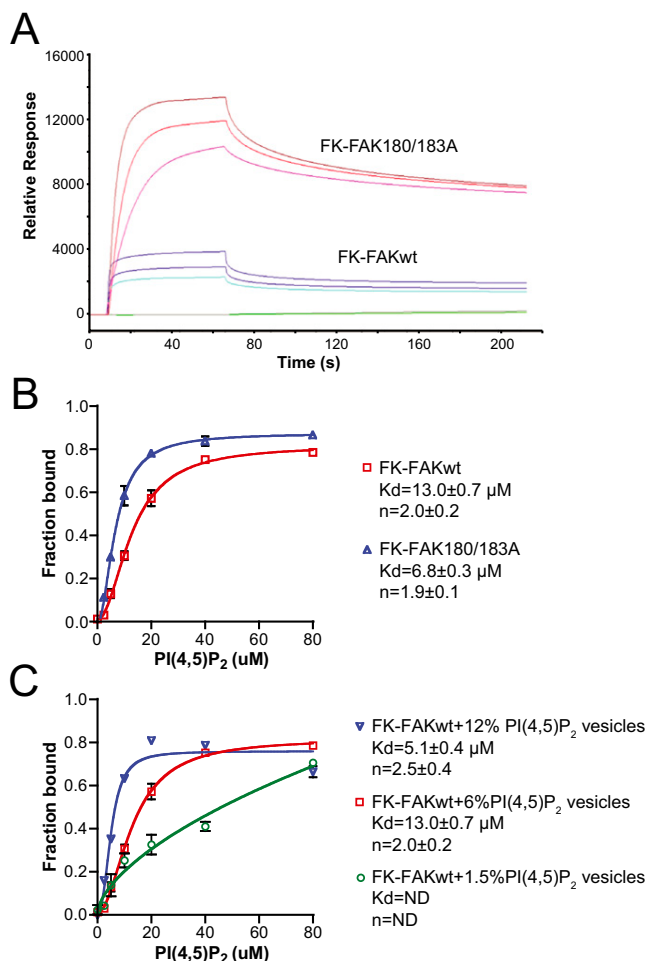 A
16000
12000
8000
4000
0
Relative Response
FK-FAK180/183A
FK-FAKwt
0 40 80 120 160 200
Time (s)
B
1.0
0.8
0.6
0.4
0.2
0.0
Fraction bound
0 20 40 60 80
PI(4,5)P₂ (uM)
FK-FAKwt
Kd=13.0±0.7 µM
n=2.0±0.2
FK-FAK180/183A
Kd=6.8±0.3 µM
n=1.9±0.1
C
1.0
0.8
0.6
0.4
0.2
0.0
Fraction bound
0 20 40 60 80
PI(4,5)P₂ (uM)
FK-FAKwt+12% PI(4,5)P₂ vesicles
Kd=5.1±0.4 µM
n=2.5±0.4
FK-FAKwt+6%PI(4,5)P₂ vesicles
Kd=13.0±0.7 µM
n=2.0±0.2
FK-FAKwt+1.5%PI(4,5)P₂ vesicles
Kd=ND
n=ND